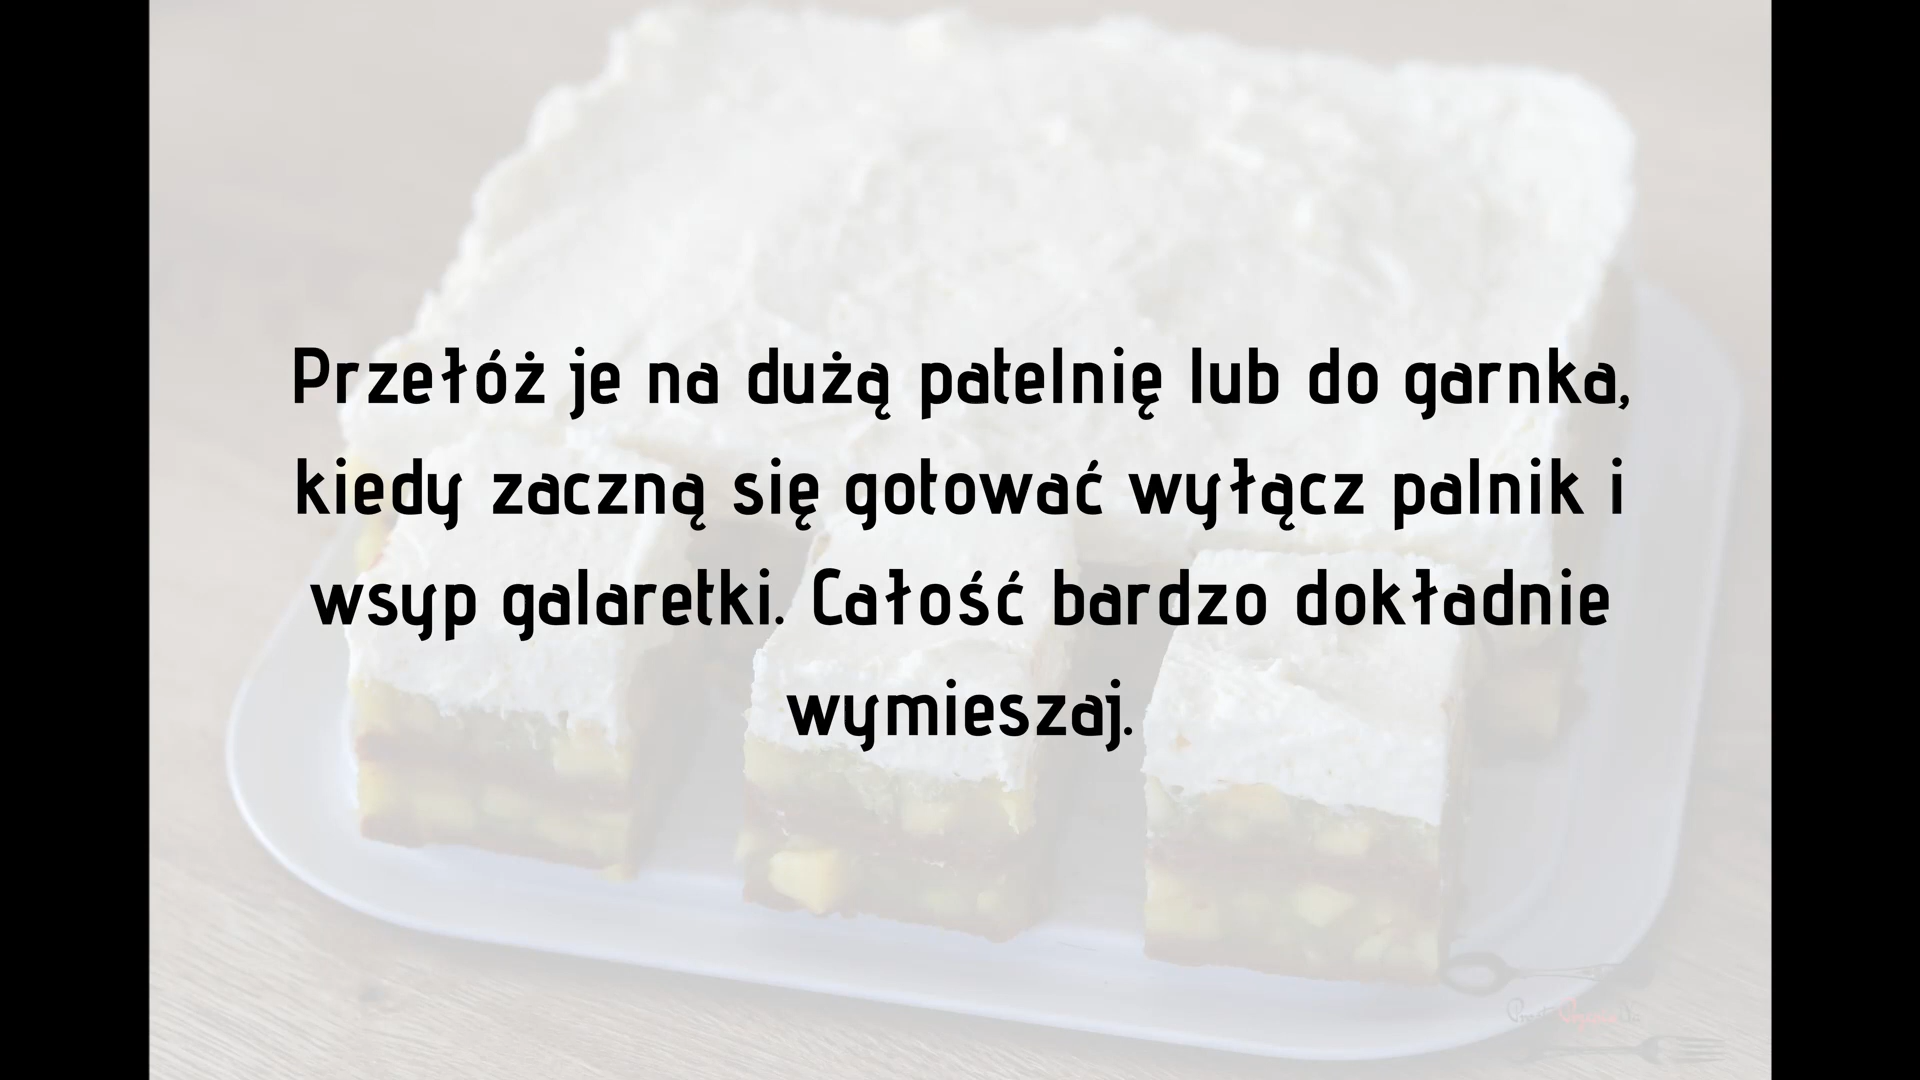 Przełóż je na dużą patelnię lub do garnka,
kiedy zaczną się gotować wyłącz palnik i
wsyp galaretki. Całość bardzo dokładnie
wymieszaj.